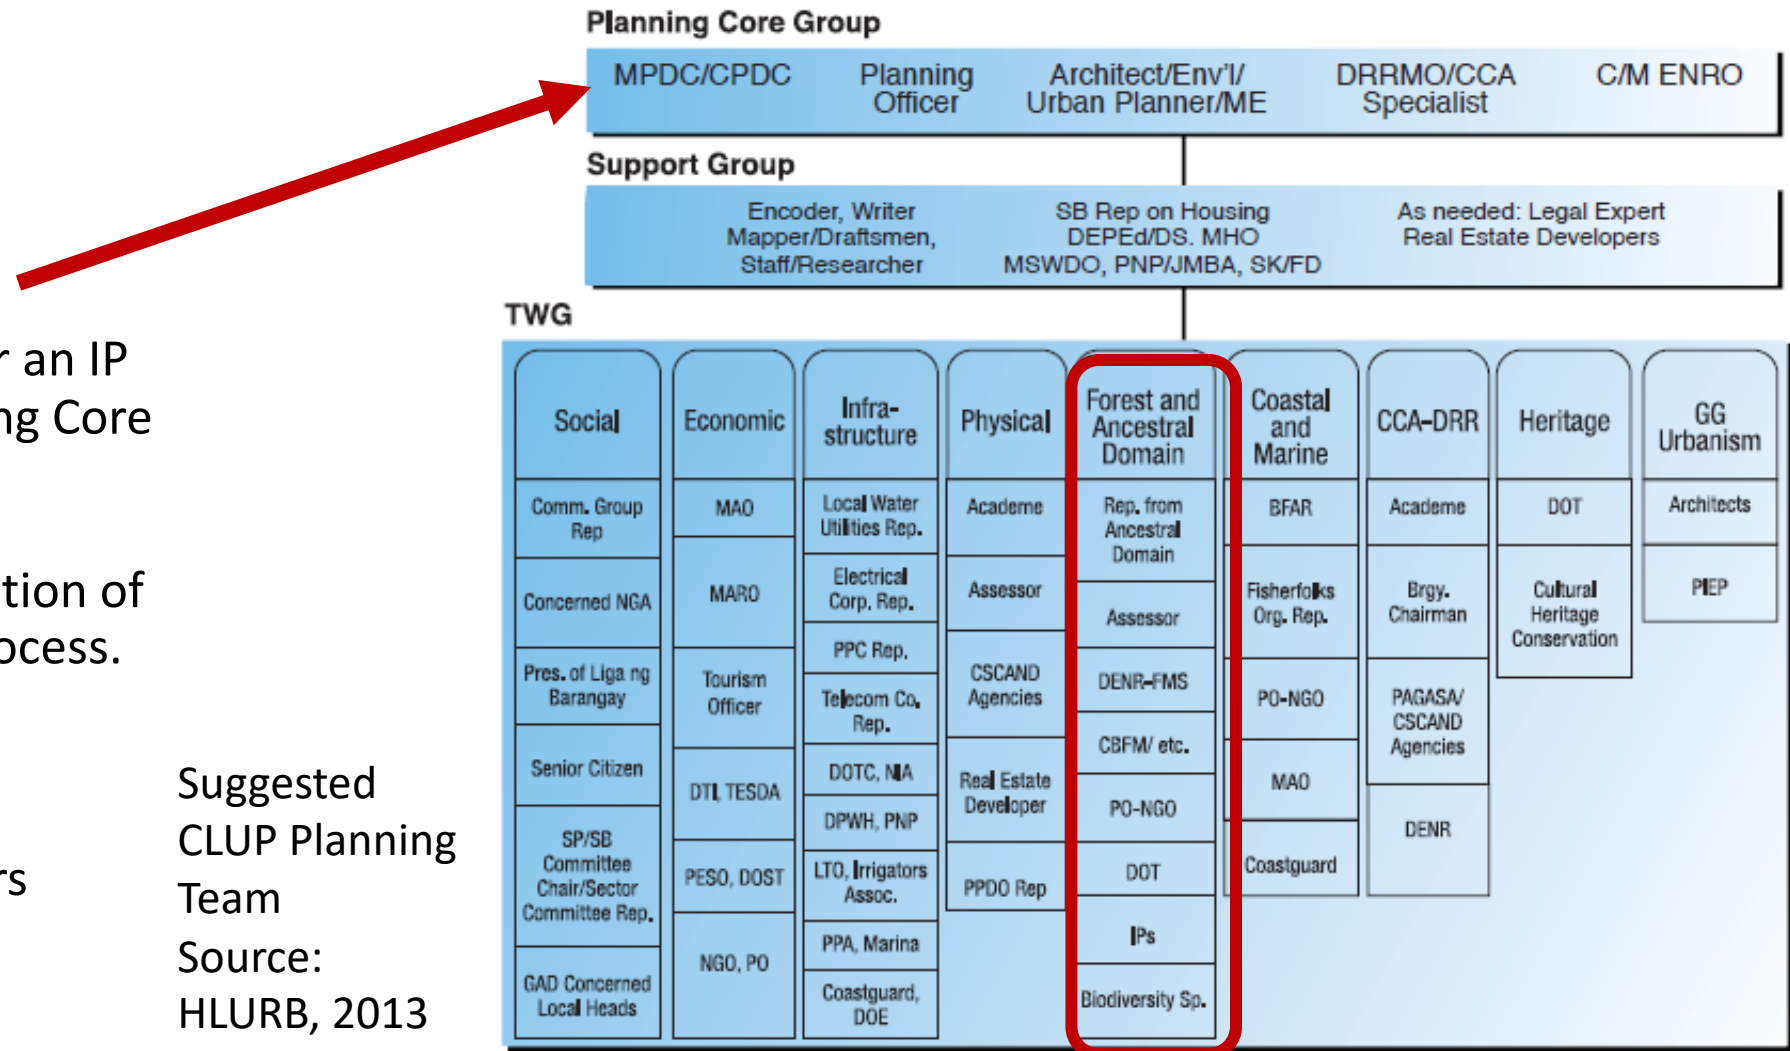 Planning Core Group
MPDC/CPDC
Planning
Officer
Architect/Env'l/
Urban Planner/ME
DRRMO/CCA
Specialist
C/M ENRO
Support Group
Encoder, Writer
Mapper/Draftsmen,
Staff/Researcher
SB Rep on Housing
DEPEd/DS. MHO
MSWDO, PNP/JMBA, SK/FD
As needed: Legal Expert
Real Estate Developers
r an IP
ng Core
tion of
ocess.
rs
Suggested
CLUP Planning
Team
Source:
HLURB, 2013
TWG
Social
Comm. Group
Rep
Concerned NGA
Pres. of Liga ng
Barangay
Senior Citizen
SP/SB
Committee
Chair/Sector
Committee Rep.
GAD Concerned
Local Heads
Economic
MAO
MARO
Tourism
Officer
DTI, TESDA
PESO, DOST
NGO, PO
Infra-
structure
Local Water
Utilities Rep.
Electrical
Corp. Rep.
PPC Rep.
Telecom Co.
Rep.
DOTC, NIA
DPWH, PNP
LTO, Irrigators
Assoc.
PPA, Marina
Coastguard,
DOE
Physical
Academe
Assessor
CSCAND
Agencies
Real Estate
Developer
PPDO Rep
Forest and
Ancestral
Domain
Rep. from
Ancestral
Domain
Assessor
DENR-FMS
CBFM/ etc.
PO-NGO
DOT
IPs
Biodiversity Sp.
Coastal
and
Marine
BFAR
Fisherfolks
Org. Rep.
PO-NGO
MAO
Coastguard
CCA-DRR
Academe
Brgy.
Chairman
PAGASA/
CSCAND
Agencies
DENR
Heritage
DOT
Cultural
Heritage
Conservation
GG
Urbanism
Architects
PIEP